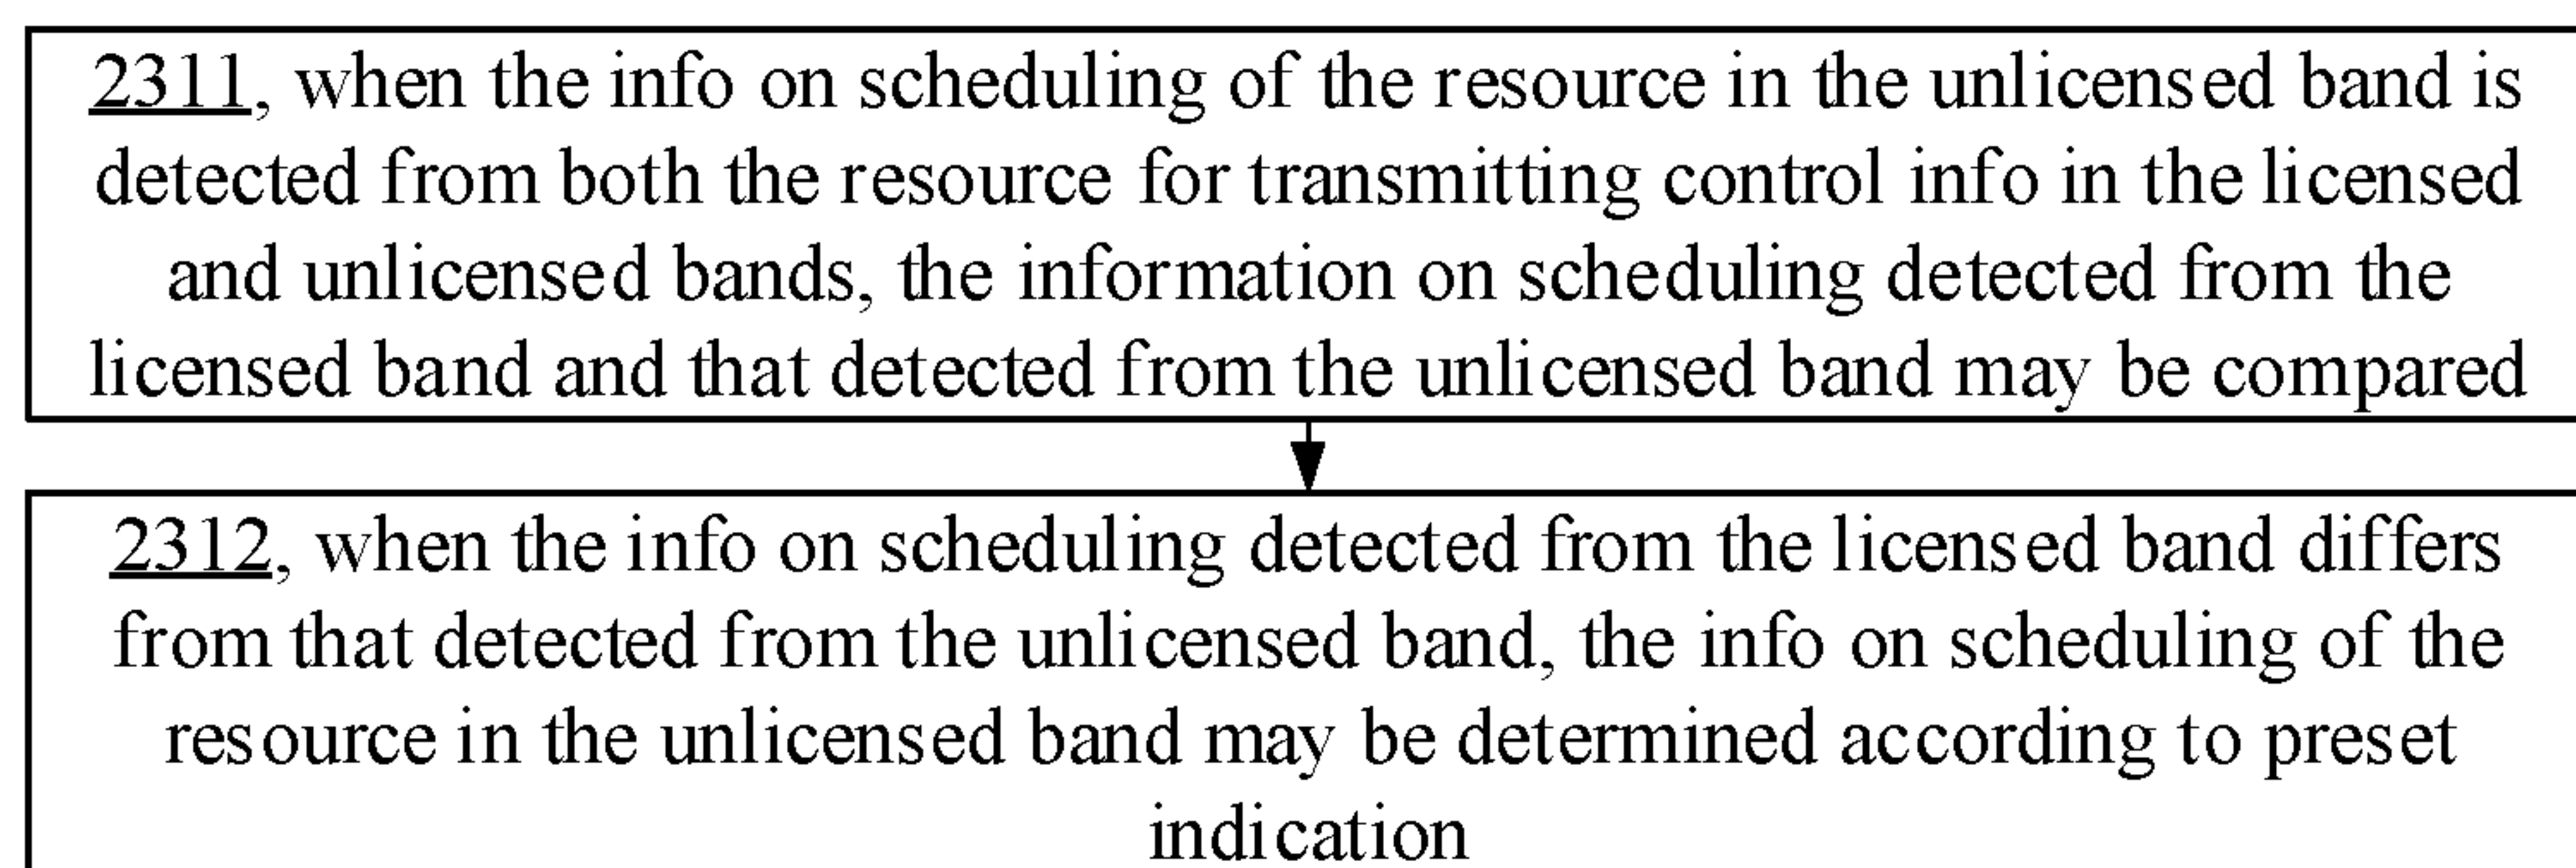 2311, when the info on scheduling of the resource in the unlicensed band is
detected from both the resource for transmitting control info in the licensed
and unlicensed bands, the information on scheduling detected from the
licensed band and that detected from the unlicensed band may be compared
2312, when the info on scheduling detected from the licensed band differs
from that detected from the unlicensed band, the info on scheduling of the
resource in the unlicensed band may be determined according to preset
indication